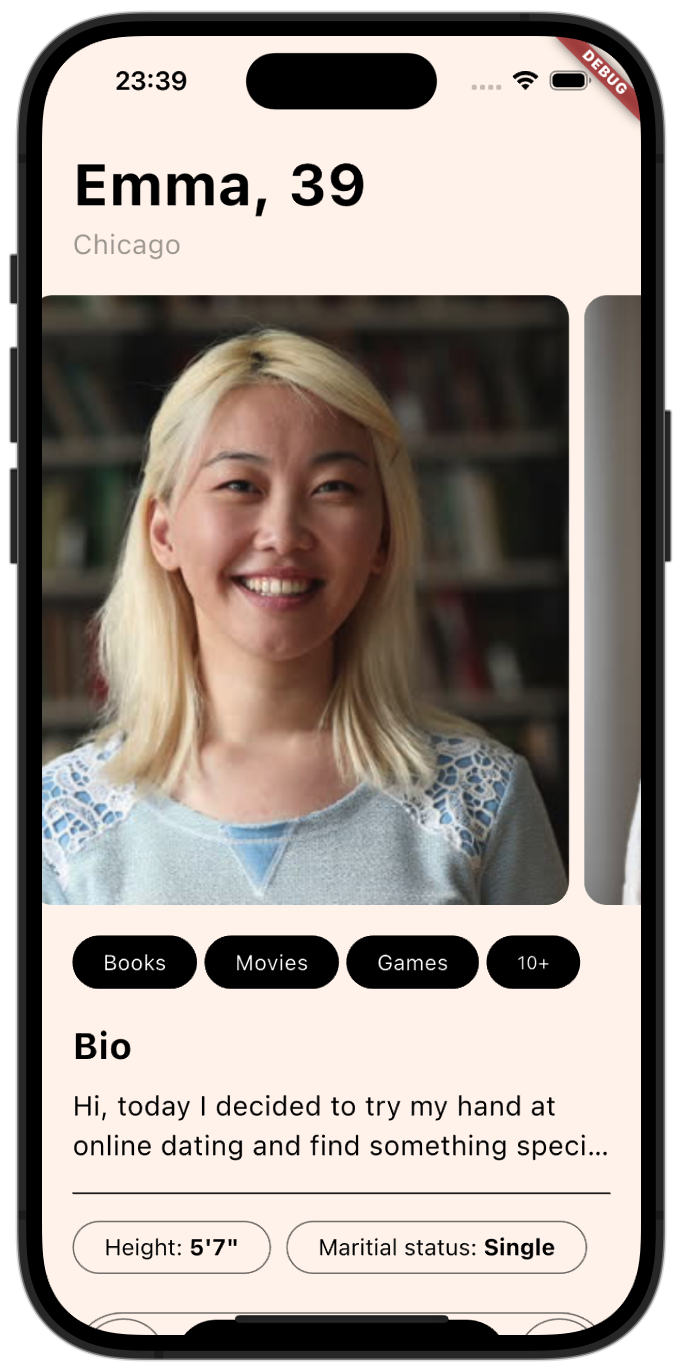 23:39
DEBUG
Emma, 39
Chicago
Books Movies Games 10+
Bio
Hi, today I decided to try my hand at
online dating and find something speci...
Height: 5'7" Maritial status: Single